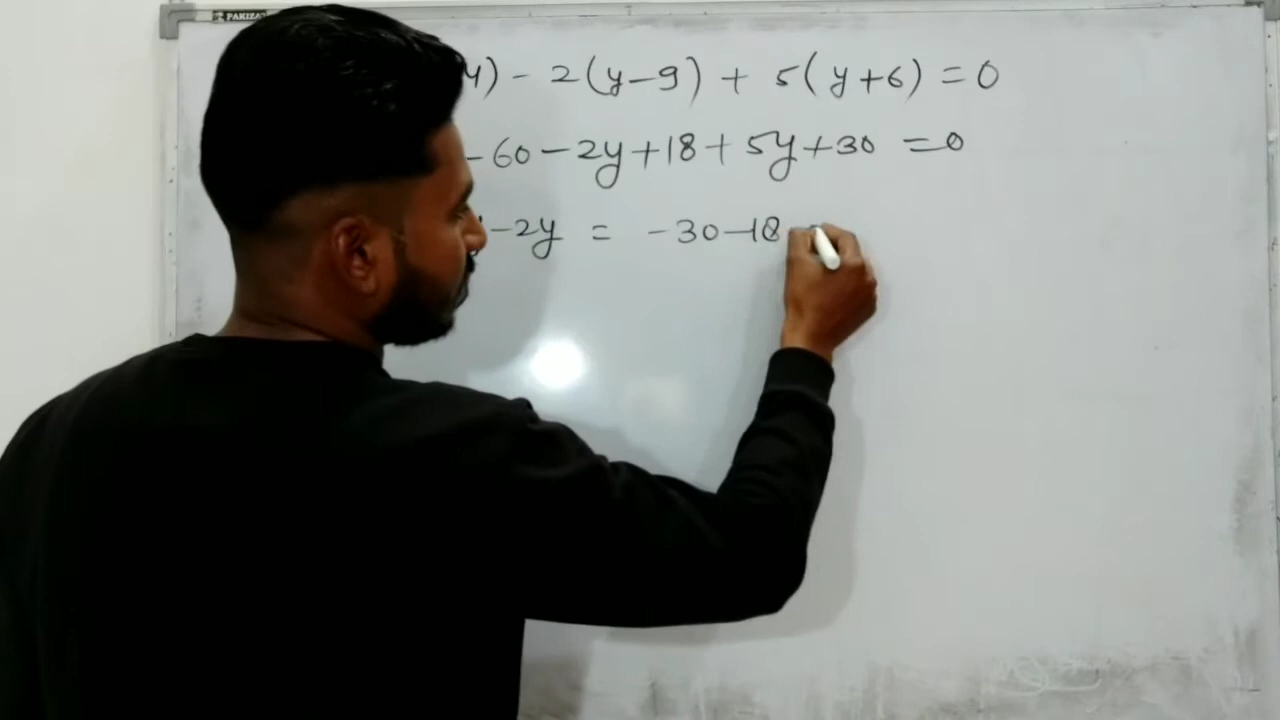 PAKIZA
4) - 2(y-9) + 5(y+6) = 0
-60-2y+18+5y+30 =0
-2y = -30-18